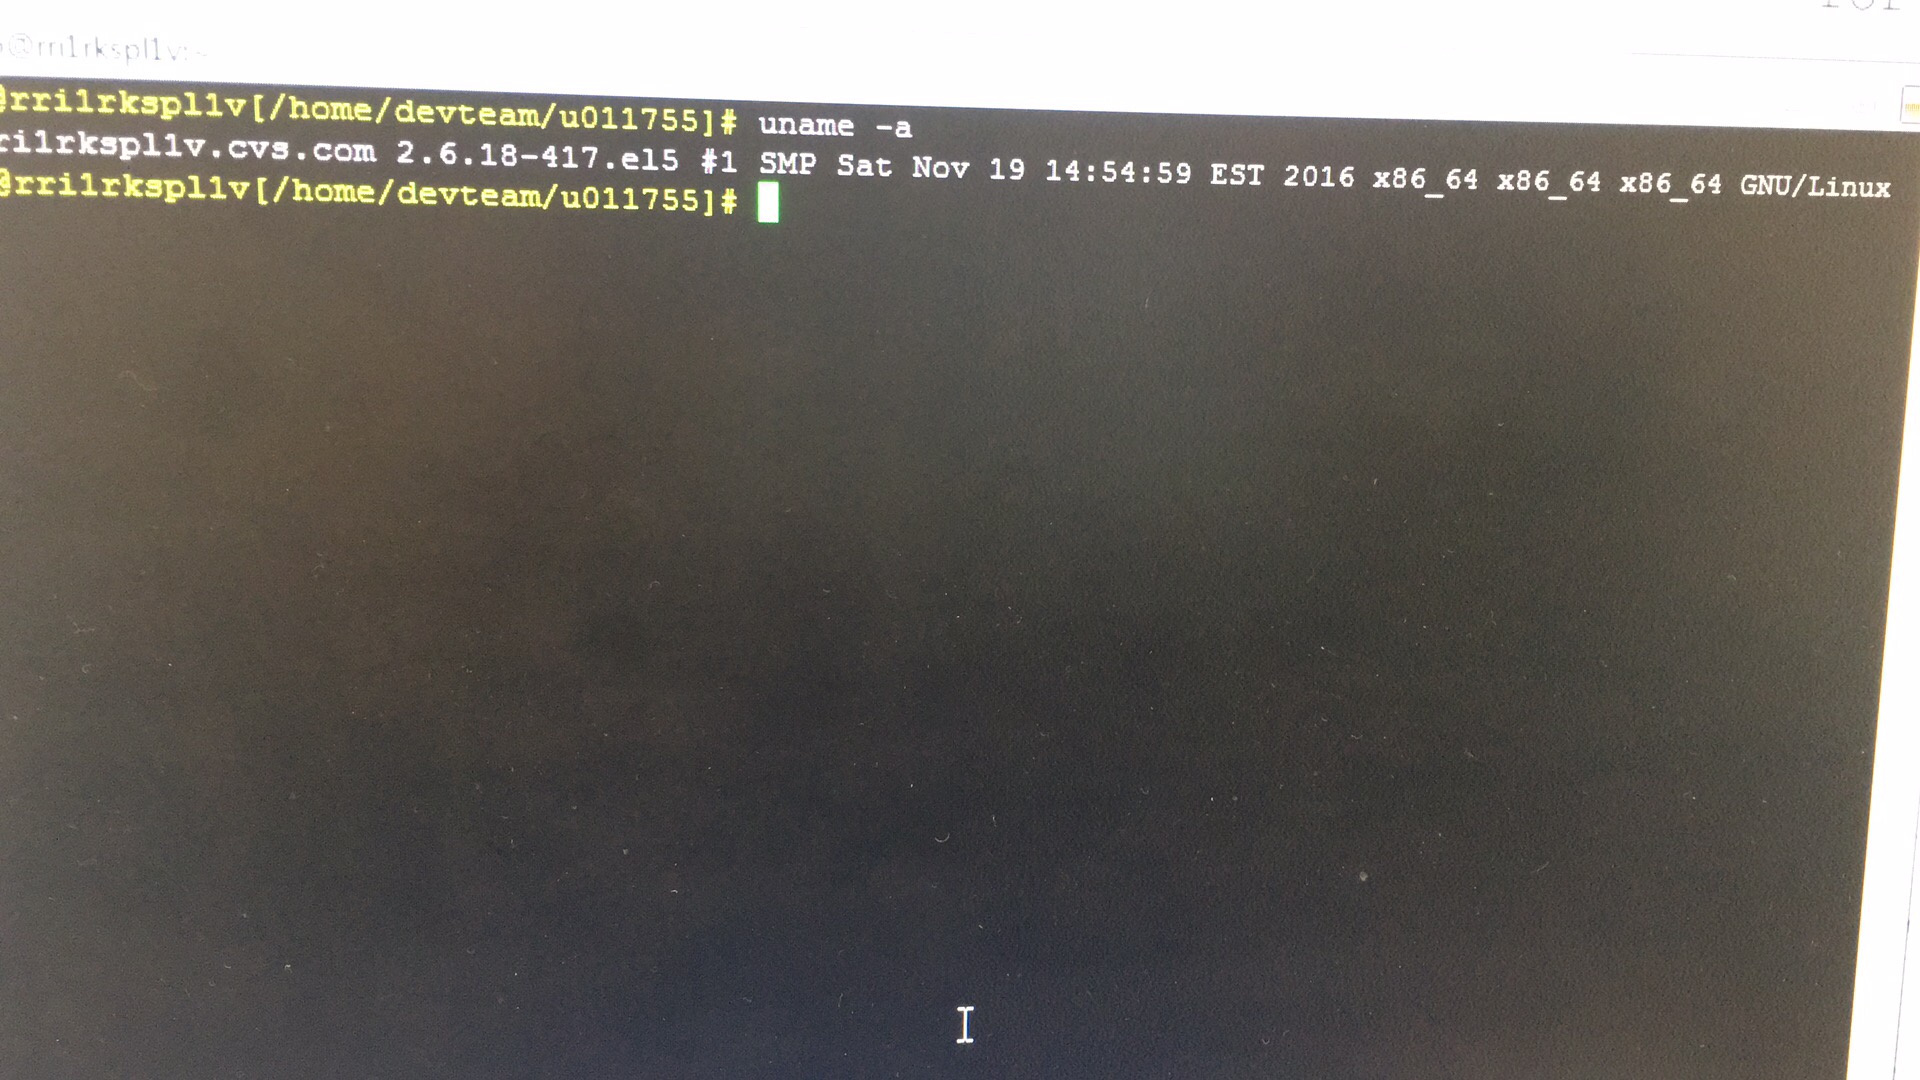 @rri1rkspl1v:~
@rri1rkspl1v[/home/devteam/u011755]# uname -a
ri1rkspl1v.cvs.com 2.6.18-417.el5 #1 SMP Sat Nov 19 14:54:59 EST 2016 x86_64 x86_64 x86_64 GNU/Linux
@rri1rkspl1v[/home/devteam/u011755]#